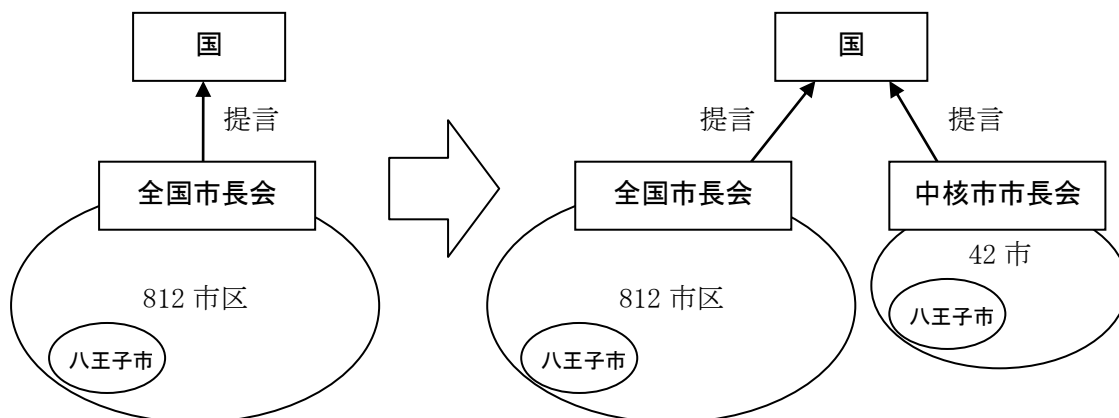 国
提言
全国市長会
812 市区
八王子市
国
提言
提言
全国市長会
中核市市長会
812 市区
42 市
八王子市
八王子市